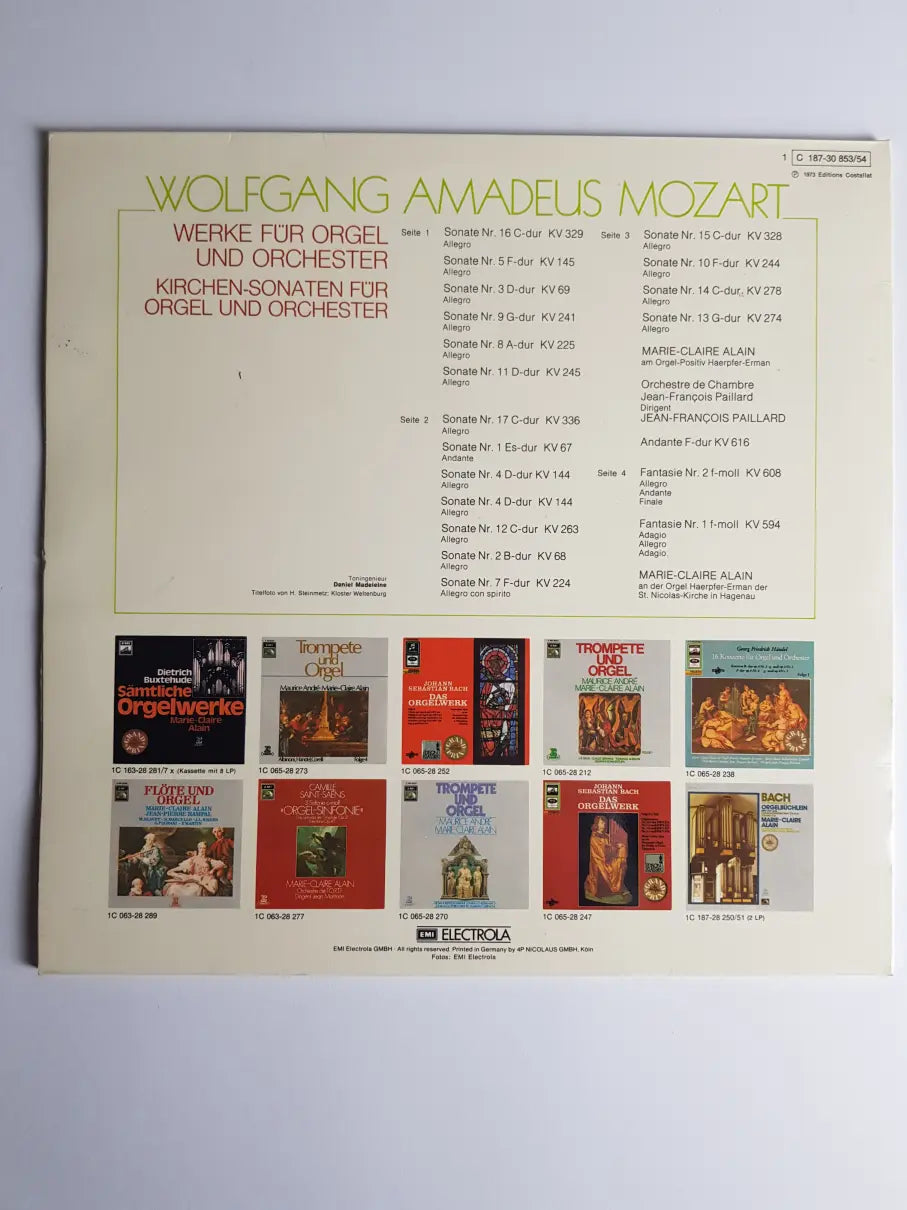 1 C 187-30 853/54
℗ 1973 Editions Costallat
WOLFGANG AMADEUS MOZART
WERKE FÜR ORGEL
UND ORCHESTER
KIRCHEN-SONATEN FÜR
ORGEL UND ORCHESTER
Seite 1 Sonate Nr. 16 C-dur KV 329
Allegro
Sonate Nr. 5 F-dur KV 145
Allegro
Sonate Nr. 3 D-dur KV 69
Allegro
Sonate Nr. 9 G-dur KV 241
Allegro
Sonate Nr. 8 A-dur KV 225
Allegro
Sonate Nr. 11 D-dur KV 245
Allegro
Seite 2 Sonate Nr. 17 C-dur KV 336
Allegro
Sonate Nr. 1 Es-dur KV 67
Andante
Sonate Nr. 4 D-dur KV 144
Allegro
Sonate Nr. 4 D-dur KV 144
Allegro
Sonate Nr. 12 C-dur KV 263
Allegro
Sonate Nr. 2 B-dur KV 68
Allegro
Sonate Nr. 7 F-dur KV 224
Allegro con spirito
Seite 3 Sonate Nr. 15 C-dur KV 328
Allegro
Sonate Nr. 10 F-dur KV 244
Allegro
Sonate Nr. 14 C-dur, KV 278
Allegro
Sonate Nr. 13 G-dur KV 274
Allegro
MARIE-CLAIRE ALAIN
am Orgel-Positiv Haerpfer-Erman
Orchestre de Chambre
Jean-François Paillard
Dirigent
JEAN-FRANÇOIS PAILLARD
Andante F-dur KV 616
Seite 4 Fantasie Nr. 2 f-moll KV 608
Allegro
Andante
Finale
Fantasie Nr. 1 f-moll KV 594
Adagio
Allegro
Adagio
MARIE-CLAIRE ALAIN
an der Orgel Haerpfer-Erman der
St. Nicolas-Kirche in Hagenau
Toningenieur
Daniel Madeleine
Titelfoto von H. Steinmetz: Kloster Weltenburg
Dietrich
Buxtehude
Sämtliche
Orgelwerke
Marie-Claire
Alain
GRAND PRIX
1C 163-28 281/7 x (Kassette mit 8 LP)
Trompete
und
Orgel
Maurice André · Marie-Claire Alain
Folge 4
1C 065-28 273
JOHANN
SEBASTIAN BACH
DAS
ORGELWERK
1C 065-28 252
TROMPETE
UND
ORGEL
MAURICE ANDRÉ
MARIE-CLAIRE ALAIN
1C 065-28 212
Georg Friedrich Händel
16 Konzerte für Orgel und Orchester
GRAND PRIX
1C 065-28 238
FLÖTE UND
ORGEL
MARIE-CLAIRE ALAIN
JEAN-PIERRE RAMPAL
1C 063-28 289
CAMILLE
SAINT-SAËNS
«ORGEL-SINFONIE»
MARIE-CLAIRE ALAIN
Orchestre de l'O.R.T.F.
Dirigent Jean Martinon
1C 063-28 277
TROMPETE
UND
ORGEL
MAURICE ANDRÉ
MARIE-CLAIRE ALAIN
1C 065-28 270
JOHANN
SEBASTIAN BACH
DAS
ORGELWERK
1C 065-28 247
BACH
ORGELBÜCHLEIN
MARIE-CLAIRE
ALAIN
1C 187-28 250/51 (2 LP)
EMI ELECTROLA
EMI Electrola GMBH · All rights reserved. Printed in Germany by 4P NICOLAUS GMBH, Köln
Fotos: EMI Electrola